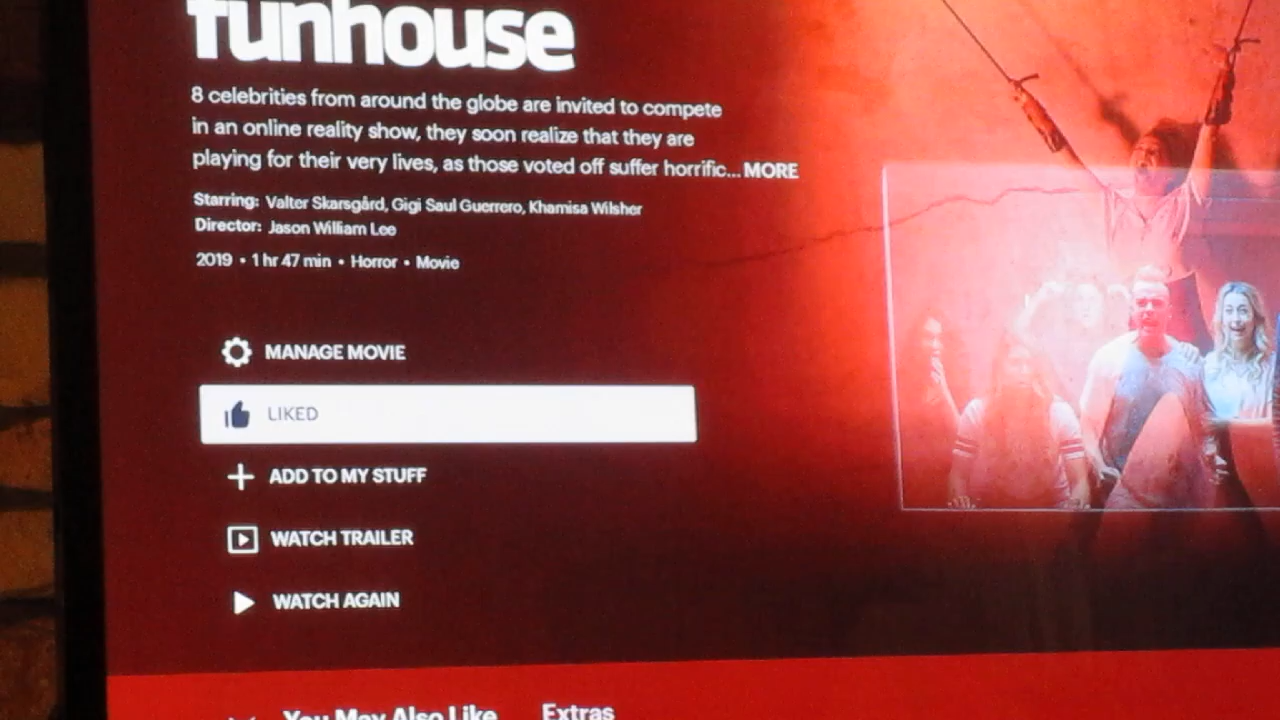 funhouse
8 celebrities from around the globe are invited to compete
in an online reality show, they soon realize that they are
playing for their very lives, as those voted off suffer horrific... MORE
Starring: Valter Skarsgård, Gigi Saul Guerrero, Khamisa Wilsher
Director: Jason William Lee
2019 • 1 hr 47 min • Horror • Movie
MANAGE MOVIE
LIKED
ADD TO MY STUFF
WATCH TRAILER
WATCH AGAIN
You May Also Like Extras